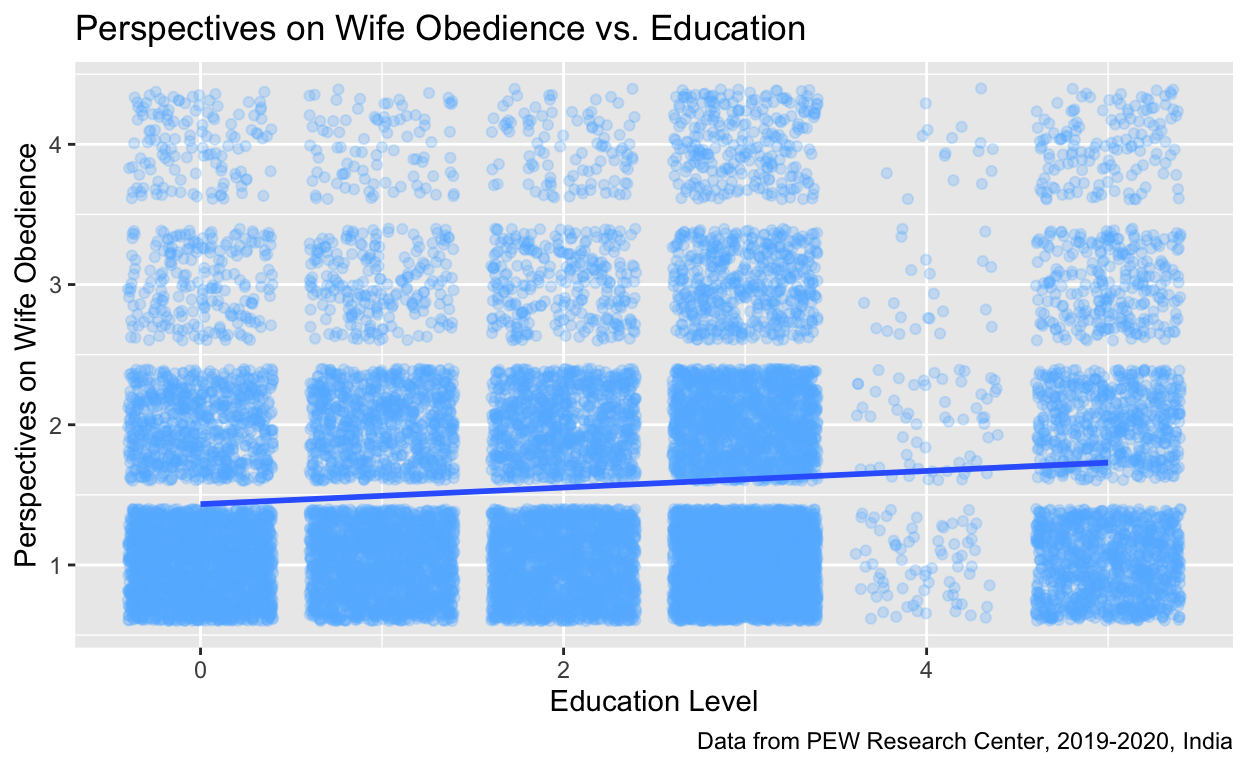 Perspectives on Wife Obedience vs. Education
Perspectives on Wife Obedience
4
3
2
1
0
2
4
Education Level
Data from PEW Research Center, 2019-2020, India